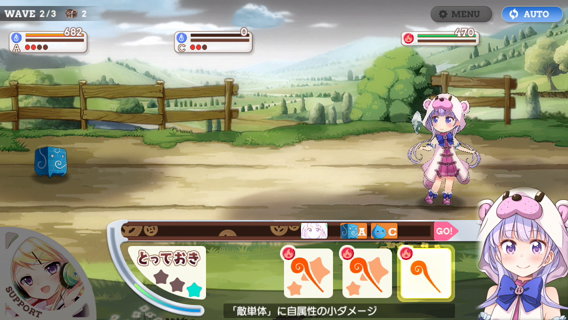 WAVE 2/3 2
MENU
AUTO
682
A
0
C
470
A
C
GO!
とっておき
SUPPORT
「敵単体」に自属性の小ダメージ